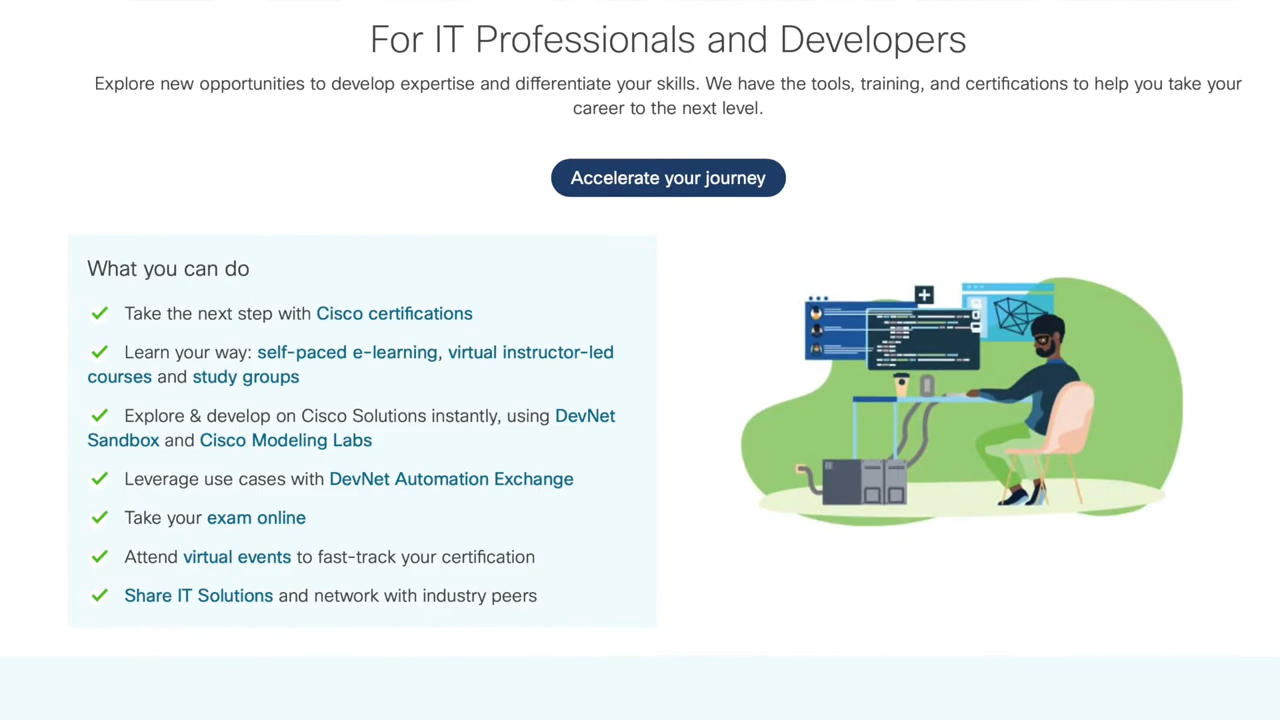 For IT Professionals and Developers
Explore new opportunities to develop expertise and differentiate your skills. We have the tools, training, and certifications to help you take your
career to the next level.
Accelerate your journey
What you can do
Take the next step with Cisco certifications
Learn your way: self-paced e-learning, virtual instructor-led
courses and study groups
Explore & develop on Cisco Solutions instantly, using DevNet
Sandbox and Cisco Modeling Labs
Leverage use cases with DevNet Automation Exchange
Take your exam online
Attend virtual events to fast-track your certification
Share IT Solutions and network with industry peers